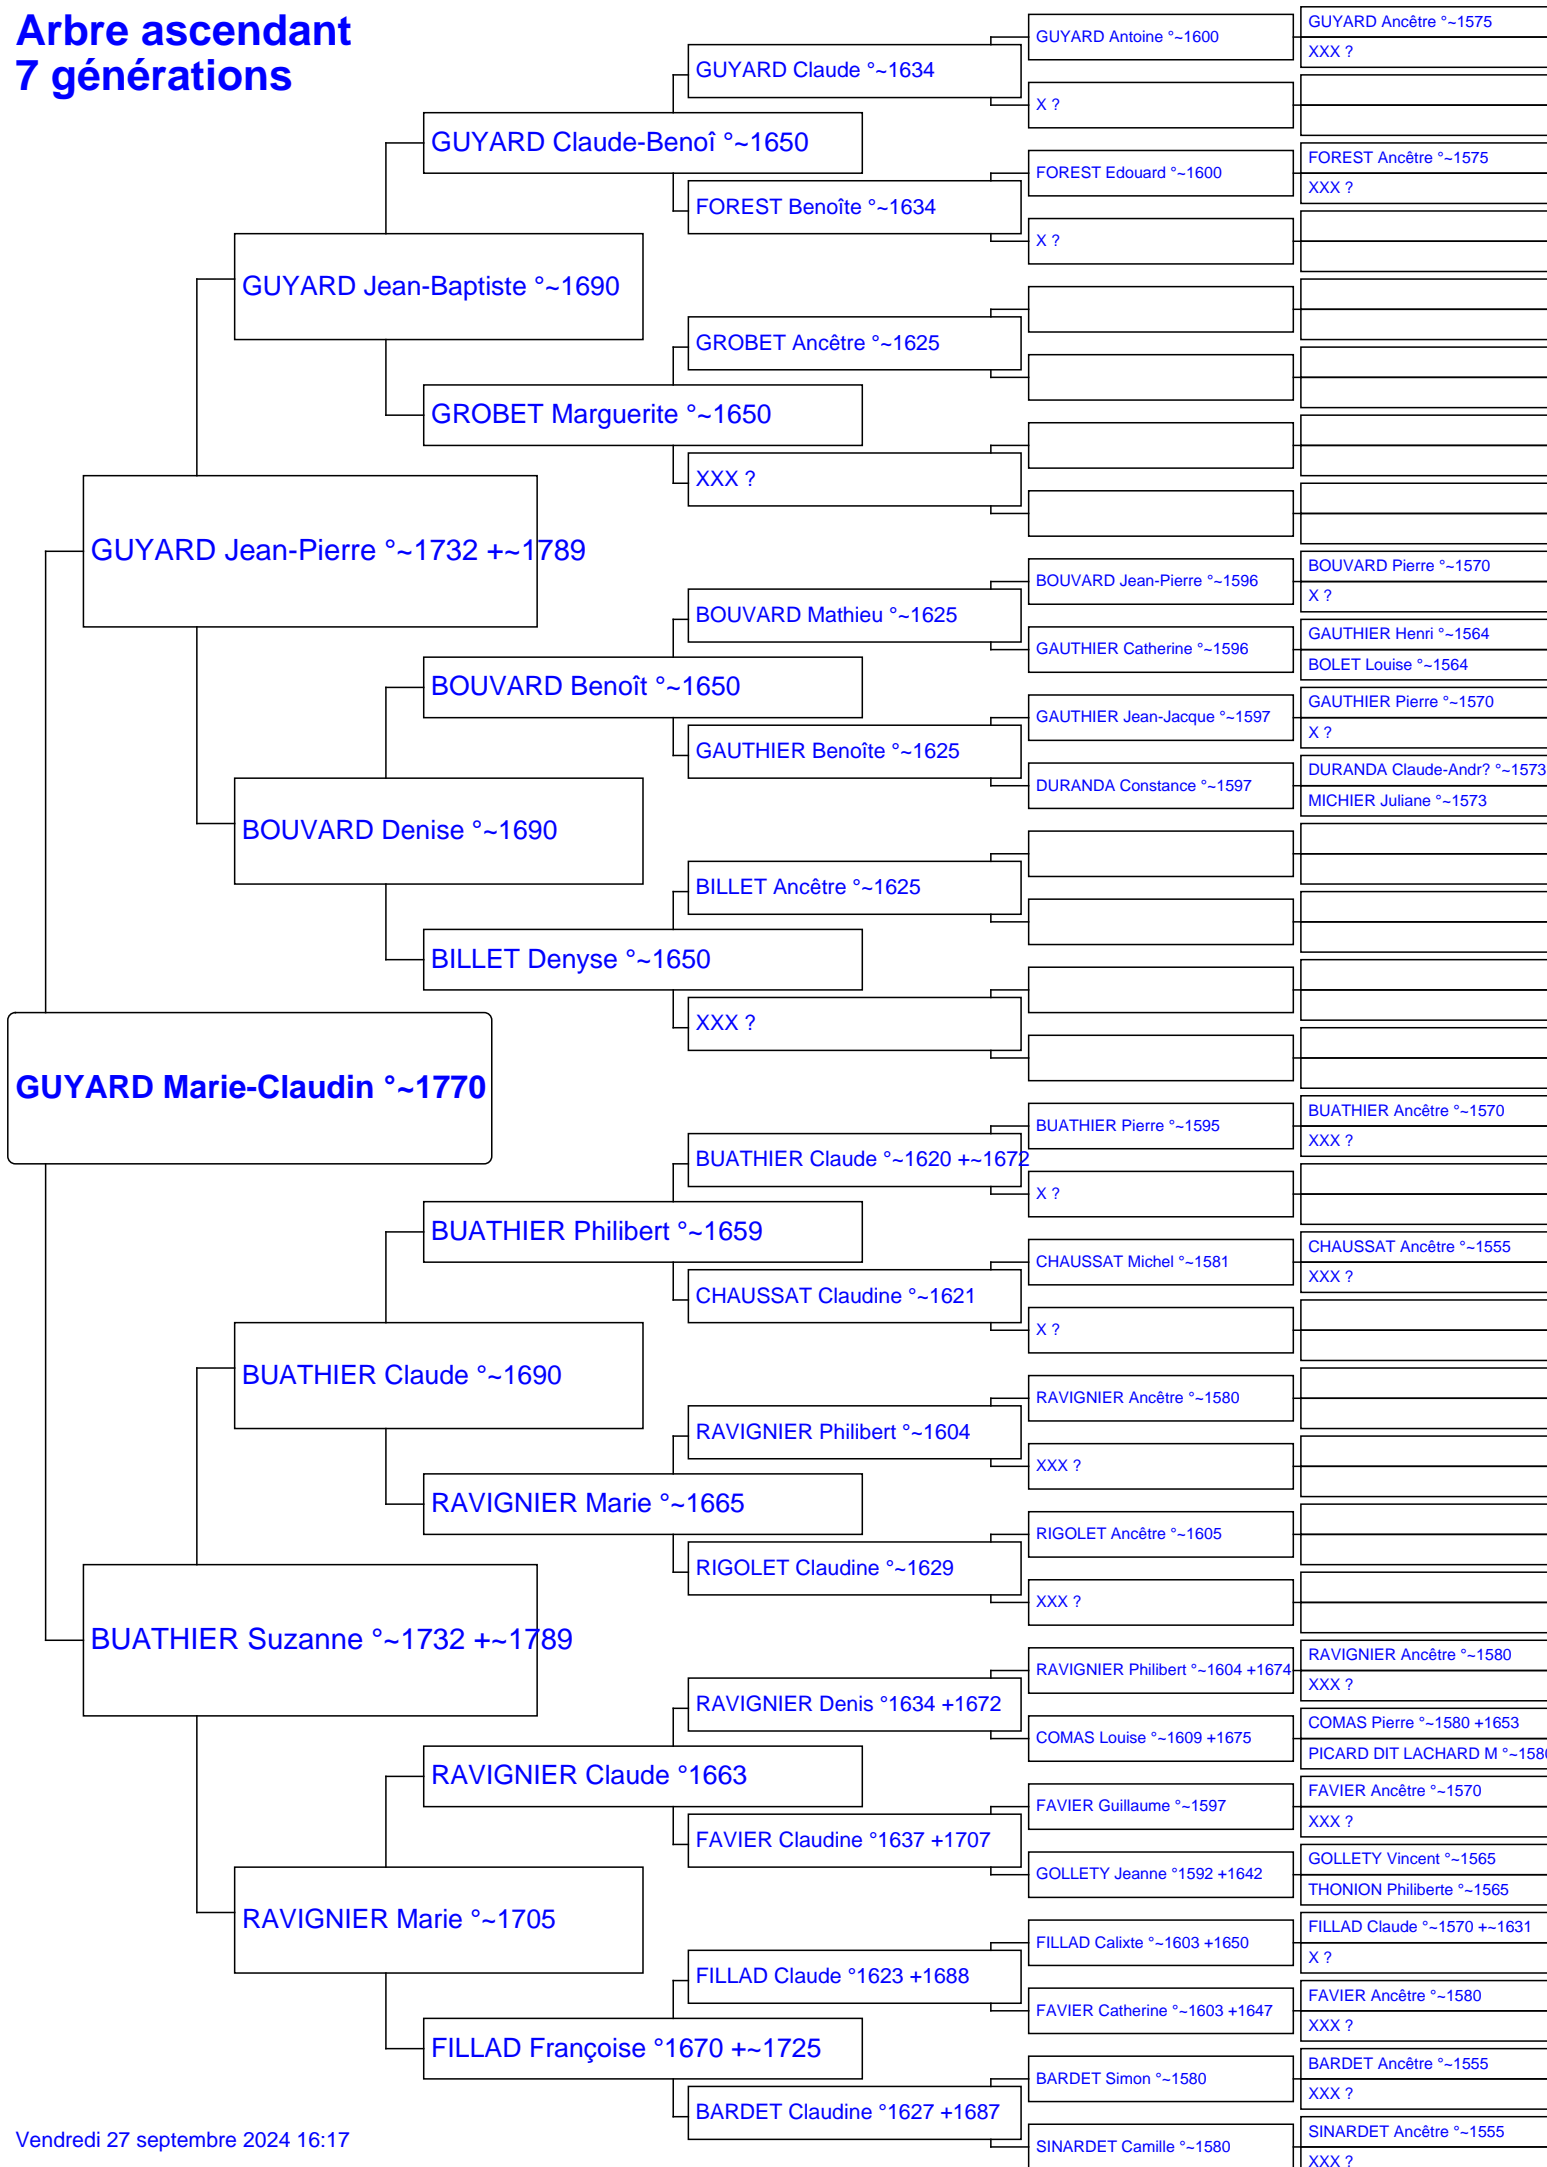 Arbre ascendant
7 générations
GUYARD Marie-Claudin °~1770
GUYARD Jean-Pierre °~1732 +~1789
BUATHIER Suzanne °~1732 +~1789
GUYARD Jean-Baptiste °~1690
BOUVARD Denise °~1690
BUATHIER Claude °~1690
RAVIGNIER Marie °~1705
GUYARD Claude-Benoî °~1650
GROBET Marguerite °~1650
BOUVARD Benoît °~1650
BILLET Denyse °~1650
BUATHIER Philibert °~1659
RAVIGNIER Marie °~1665
RAVIGNIER Claude °1663
FILLAD Françoise °1670 +~1725
GUYARD Claude °~1634
FOREST Benoîte °~1634
GROBET Ancêtre °~1625
XXX ?
BOUVARD Mathieu °~1625
GAUTHIER Benoîte °~1625
BILLET Ancêtre °~1625
XXX ?
BUATHIER Claude °~1620 +~1672
CHAUSSAT Claudine °~1621
RAVIGNIER Philibert °~1604
RIGOLET Claudine °~1629
RAVIGNIER Denis °1634 +1672
FAVIER Claudine °1637 +1707
FILLAD Claude °1623 +1688
BARDET Claudine °1627 +1687
GUYARD Antoine °~1600
X ?
FOREST Edouard °~1600
X ?
BOUVARD Jean-Pierre °~1596
GAUTHIER Catherine °~1596
GAUTHIER Jean-Jacque °~1597
DURANDA Constance °~1597
BUATHIER Pierre °~1595
X ?
CHAUSSAT Michel °~1581
X ?
RAVIGNIER Ancêtre °~1580
XXX ?
RIGOLET Ancêtre °~1605
XXX ?
RAVIGNIER Philibert °~1604 +1674
COMAS Louise °~1609 +1675
FAVIER Guillaume °~1597
GOLLETY Jeanne °1592 +1642
FILLAD Calixte °~1603 +1650
FAVIER Catherine °~1603 +1647
BARDET Simon °~1580
SINARDET Camille °~1580
GUYARD Ancêtre °~1575
XXX ?
FOREST Ancêtre °~1575
XXX ?
BOUVARD Pierre °~1570
X ?
GAUTHIER Henri °~1564
BOLET Louise °~1564
GAUTHIER Pierre °~1570
X ?
DURANDA Claude-Andr? °~1573
MICHIER Juliane °~1573
BUATHIER Ancêtre °~1570
XXX ?
CHAUSSAT Ancêtre °~1555
XXX ?
RAVIGNIER Ancêtre °~1580
XXX ?
COMAS Pierre °~1580 +1653
PICARD DIT LACHARD M °~1580
FAVIER Ancêtre °~1570
XXX ?
GOLLETY Vincent °~1565
THONION Philiberte °~1565
FILLAD Claude °~1570 +~1631
X ?
FAVIER Ancêtre °~1580
XXX ?
BARDET Ancêtre °~1555
XXX ?
SINARDET Ancêtre °~1555
XXX ?
Vendredi 27 septembre 2024 16:17